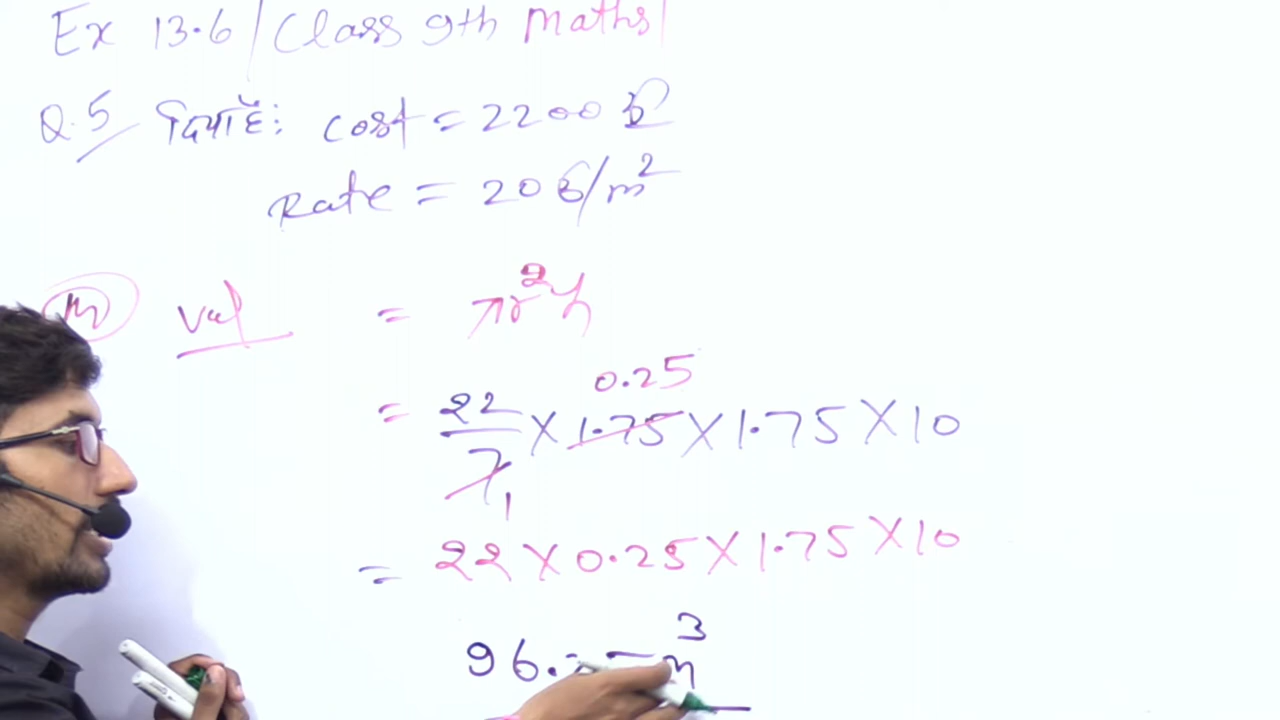 Ex 13.6 / Class 9th Maths
Q.5 दिया है: cost = 2200 रु
Rate = 20 रु/m²
Vol = πr²h
0.25
= 22/7 × 1.75 × 1.75 × 10
1
= 22 × 0.25 × 1.75 × 10
96. m³